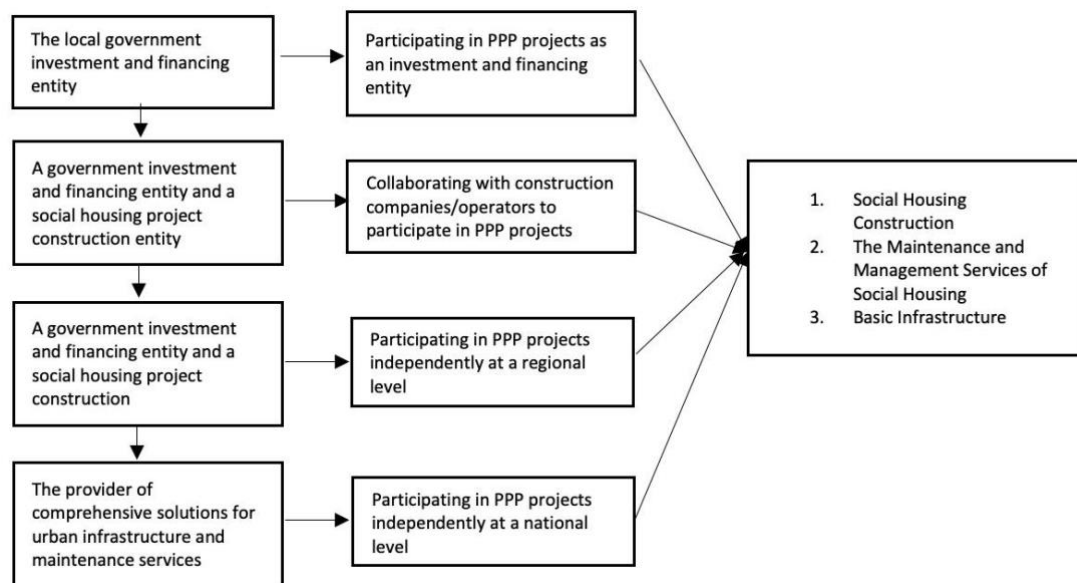 The local government
investment and financing
entity
Participating in PPP projects as
an investment and financing
entity
A government investment
and financing entity and a
social housing project
construction entity
Collaborating with construction
companies/operators to
participate in PPP projects
1. Social Housing
Construction
2. The Maintenance and
Management Services of
Social Housing
3. Basic Infrastructure
A government investment
and financing entity and a
social housing project
construction
Participating in PPP projects
independently at a regional
level
The provider of
comprehensive solutions for
urban infrastructure and
maintenance services
Participating in PPP projects
independently at a national
level